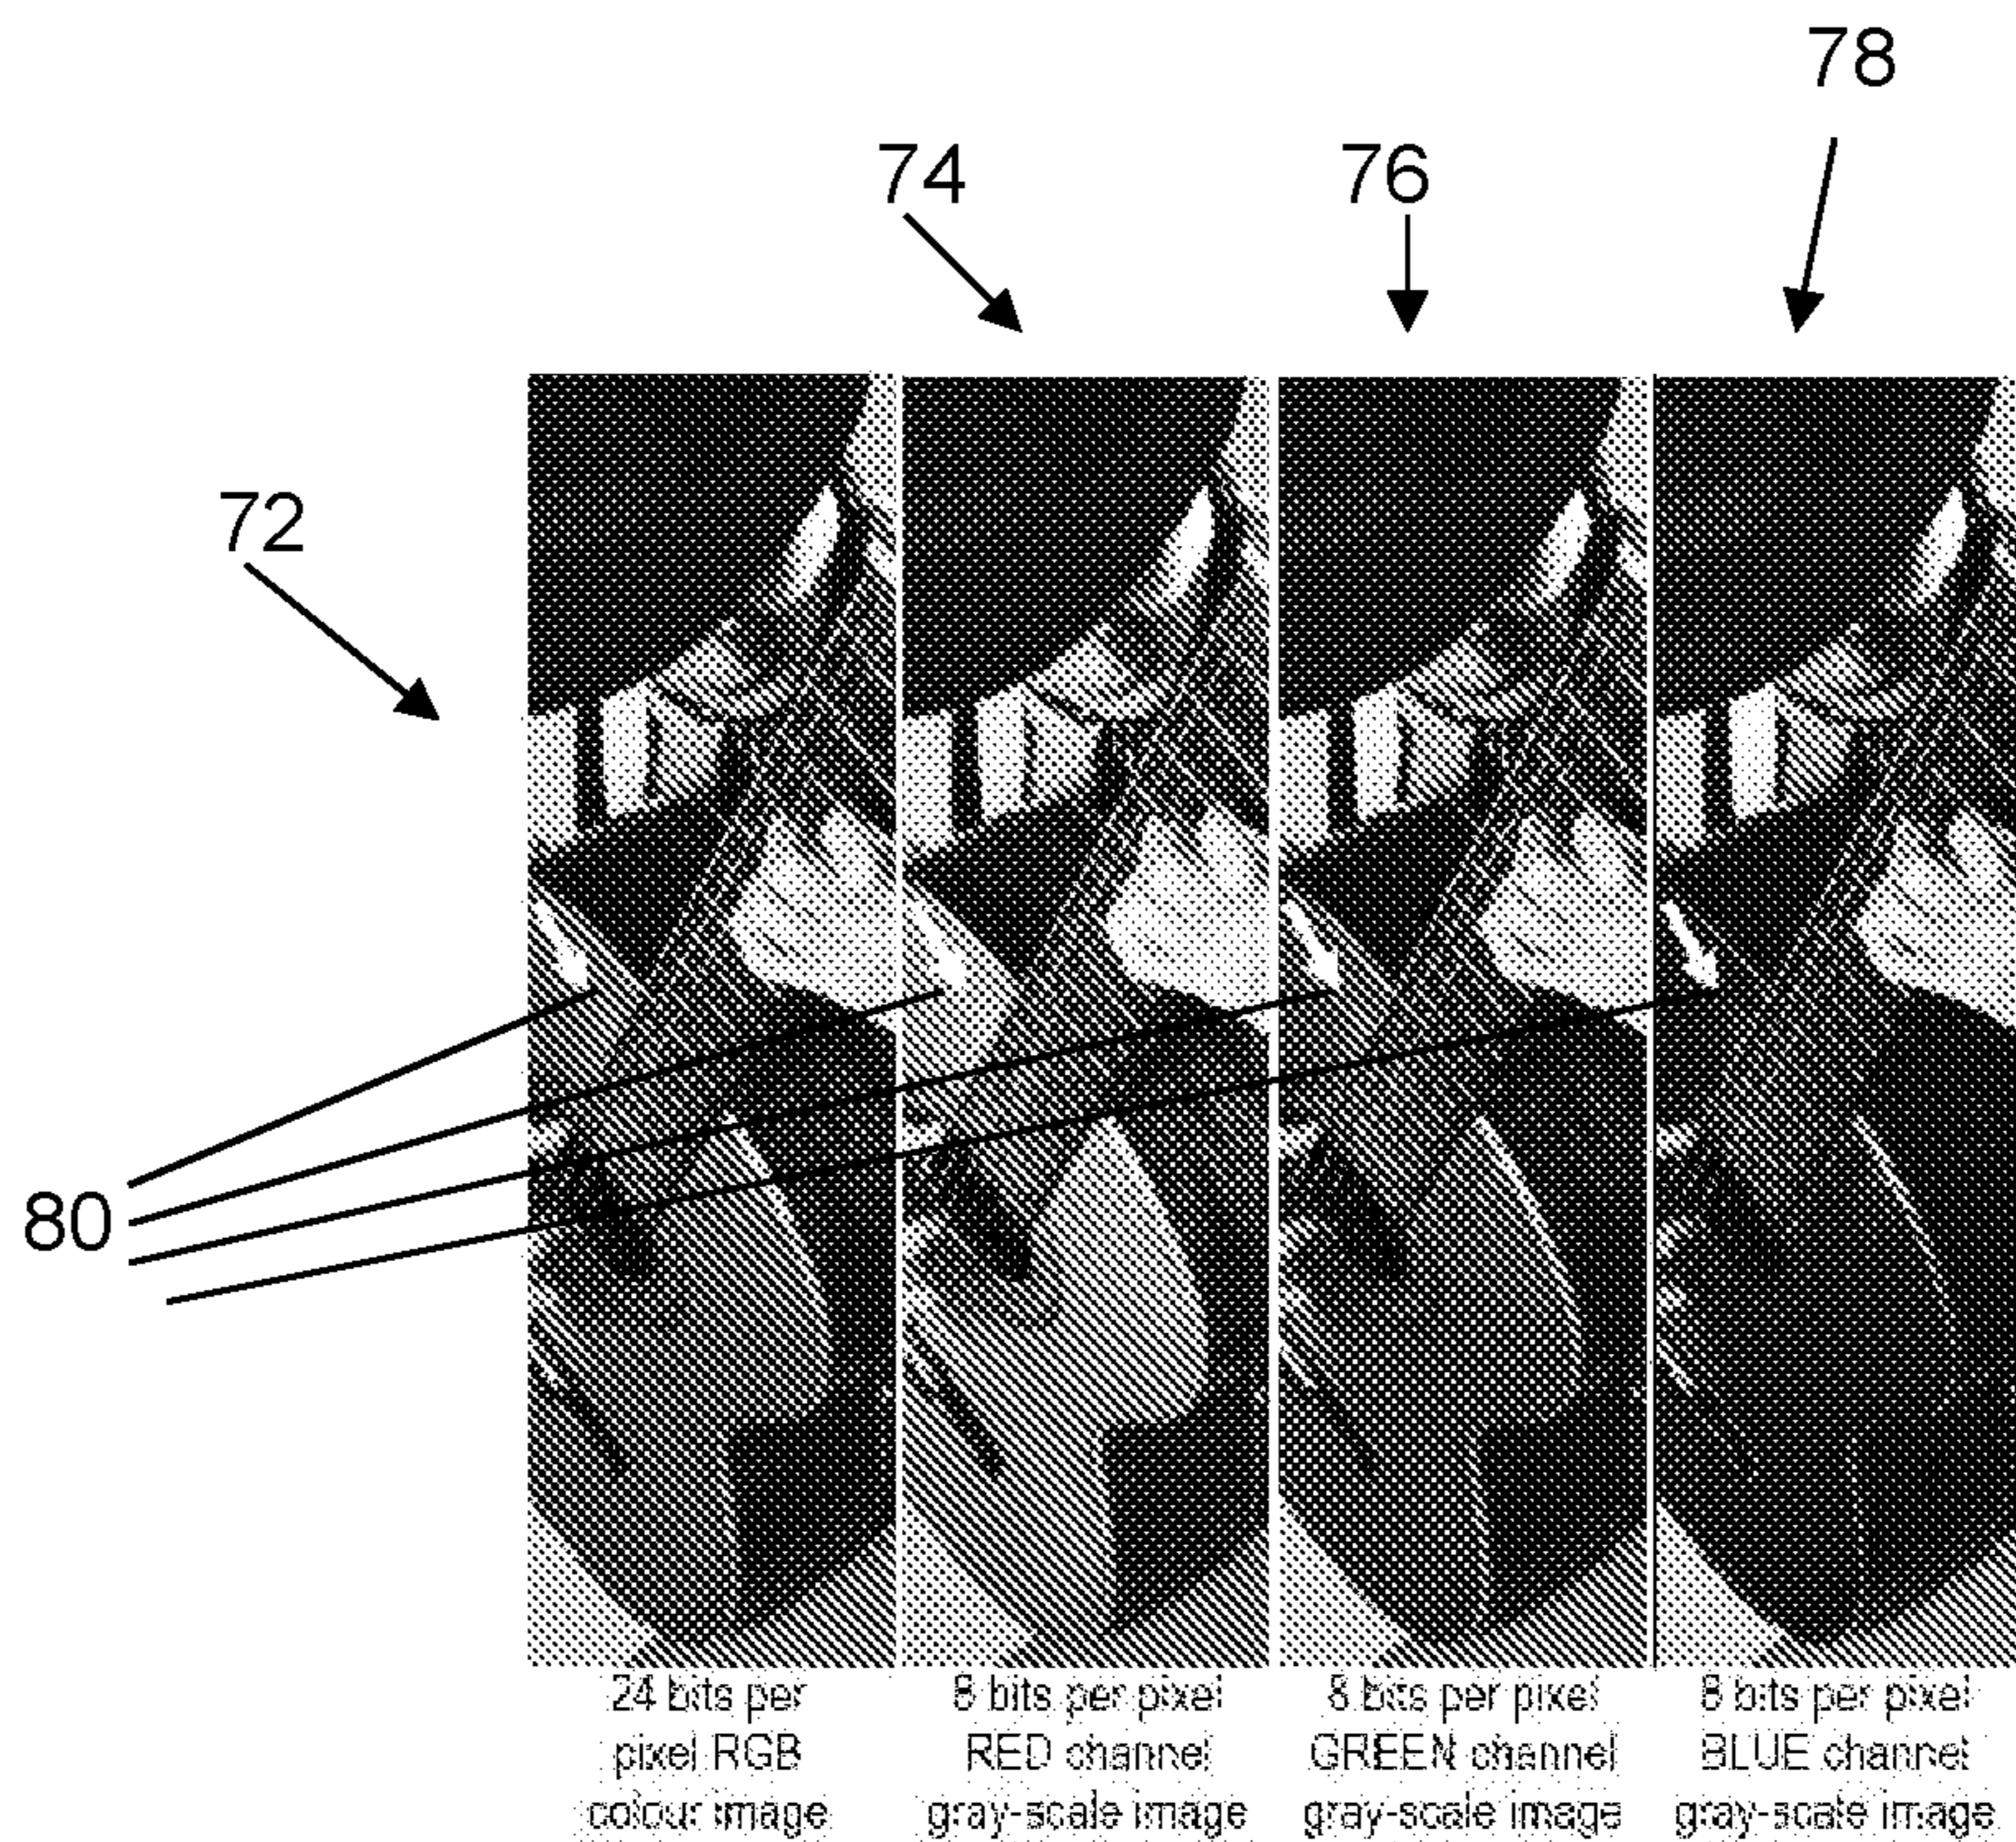 78
74
76
72
80
24 bits per
pixel RGB
colour image
8 bits per pixel
RED channel
gray-scale image
8 bits per pixel
GREEN channel
gray-scale image
8 bits per pixel
BLUE channel
gray-scale image